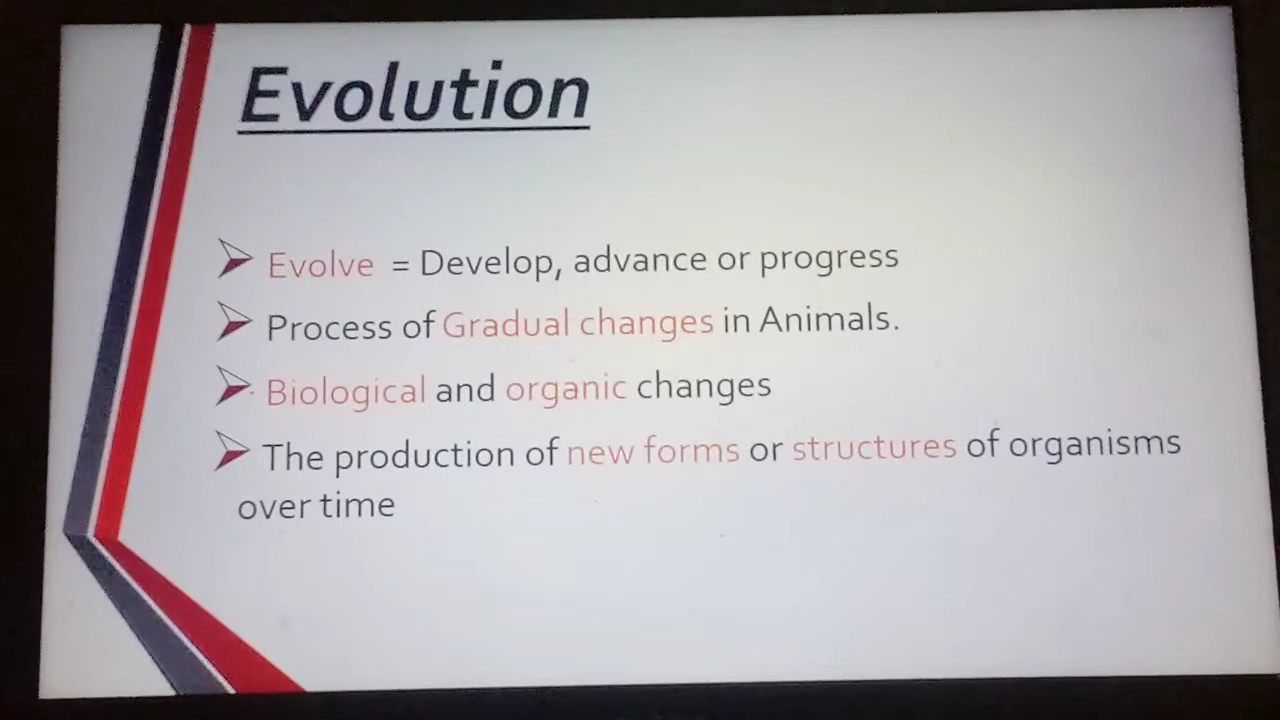 Evolution
Evolve = Develop, advance or progress
Process of Gradual changes in Animals.
Biological and organic changes
The production of new forms or structures of organisms
over time